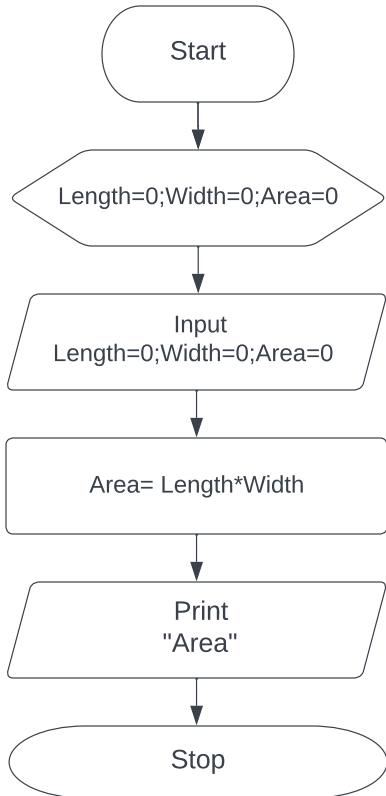 Start
Length=0;Width=0;Area=0
Input
Length=0;Width=0;Area=0
Area= Length*Width
Print
"Area"
Stop